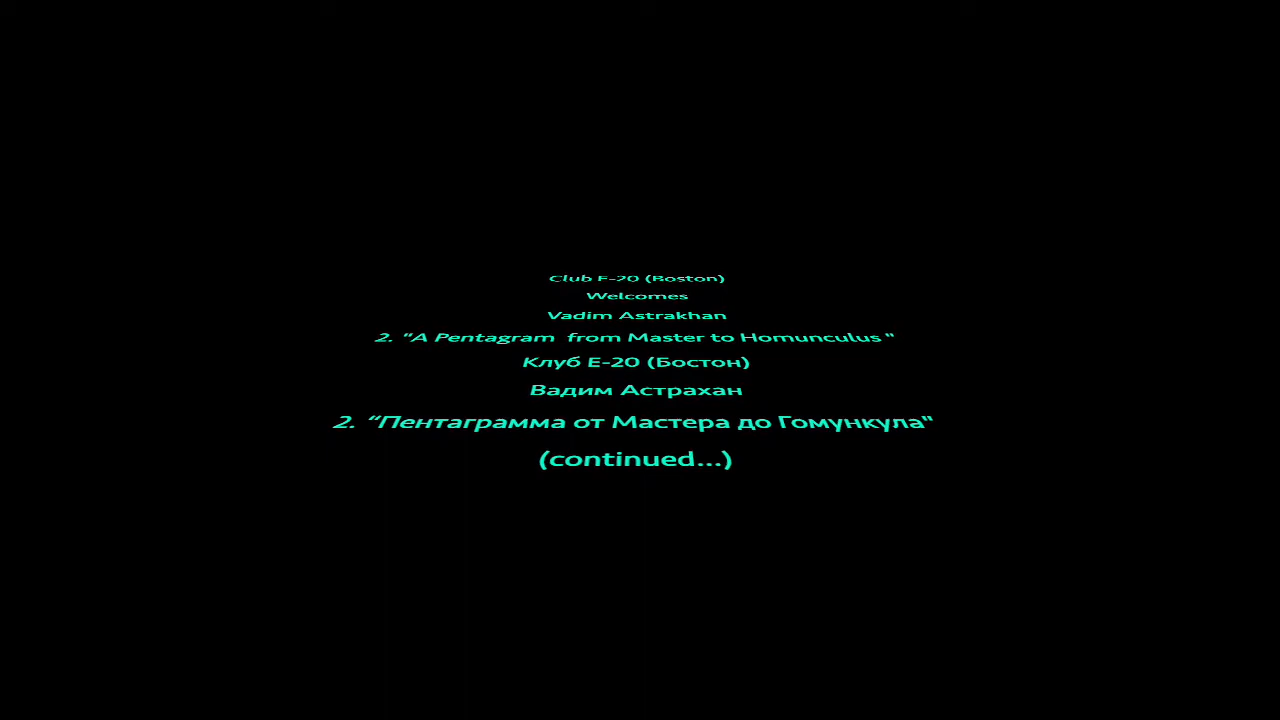 Club E-20 (Boston)
Welcomes
Vadim Astrakhan
2. "A Pentagram from Master to Homunculus"
Клуб Е-20 (Бостон)
Вадим Астрахан
2. "Пентаграмма от Мастера до Гомункула"
(continued...)